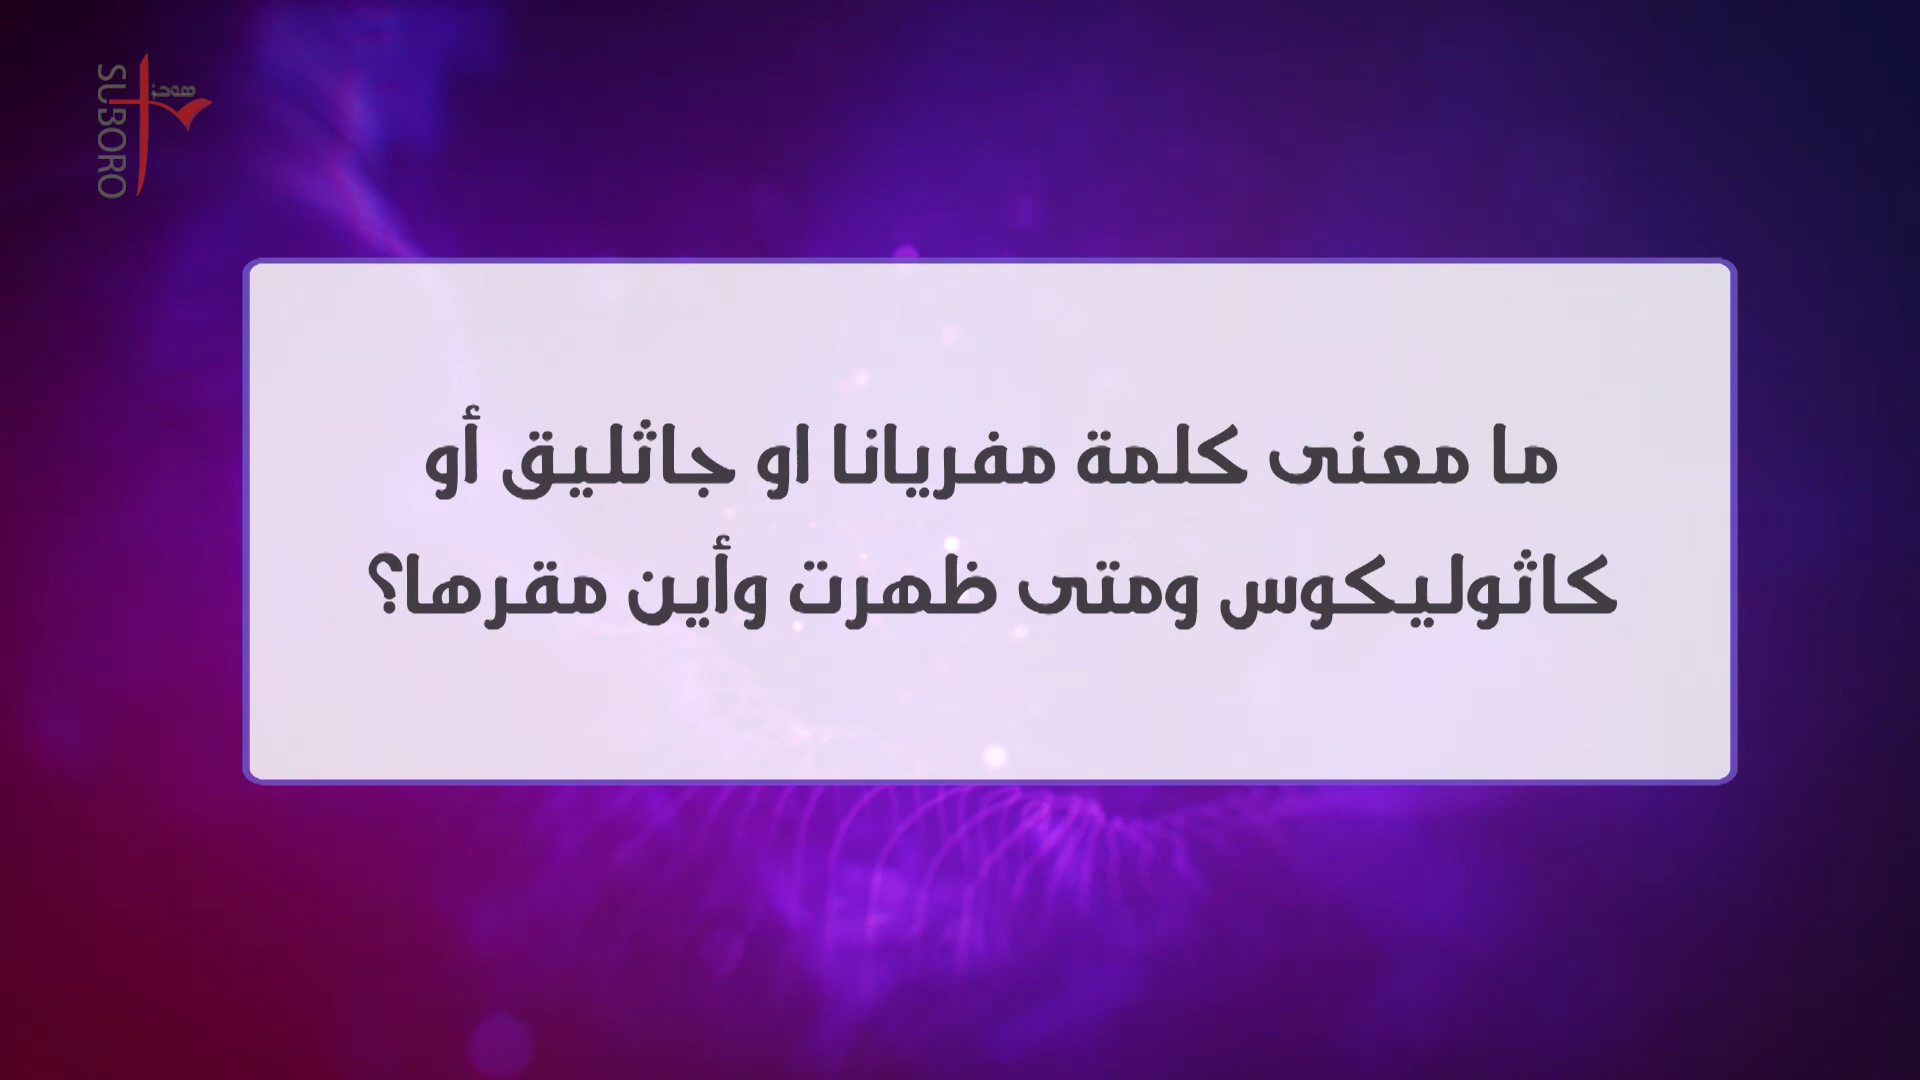 SUBORO
ما معنى كلمة مفريانا او جاثليق أو
كاثوليكوس ومتى ظهرت وأين مقرها؟